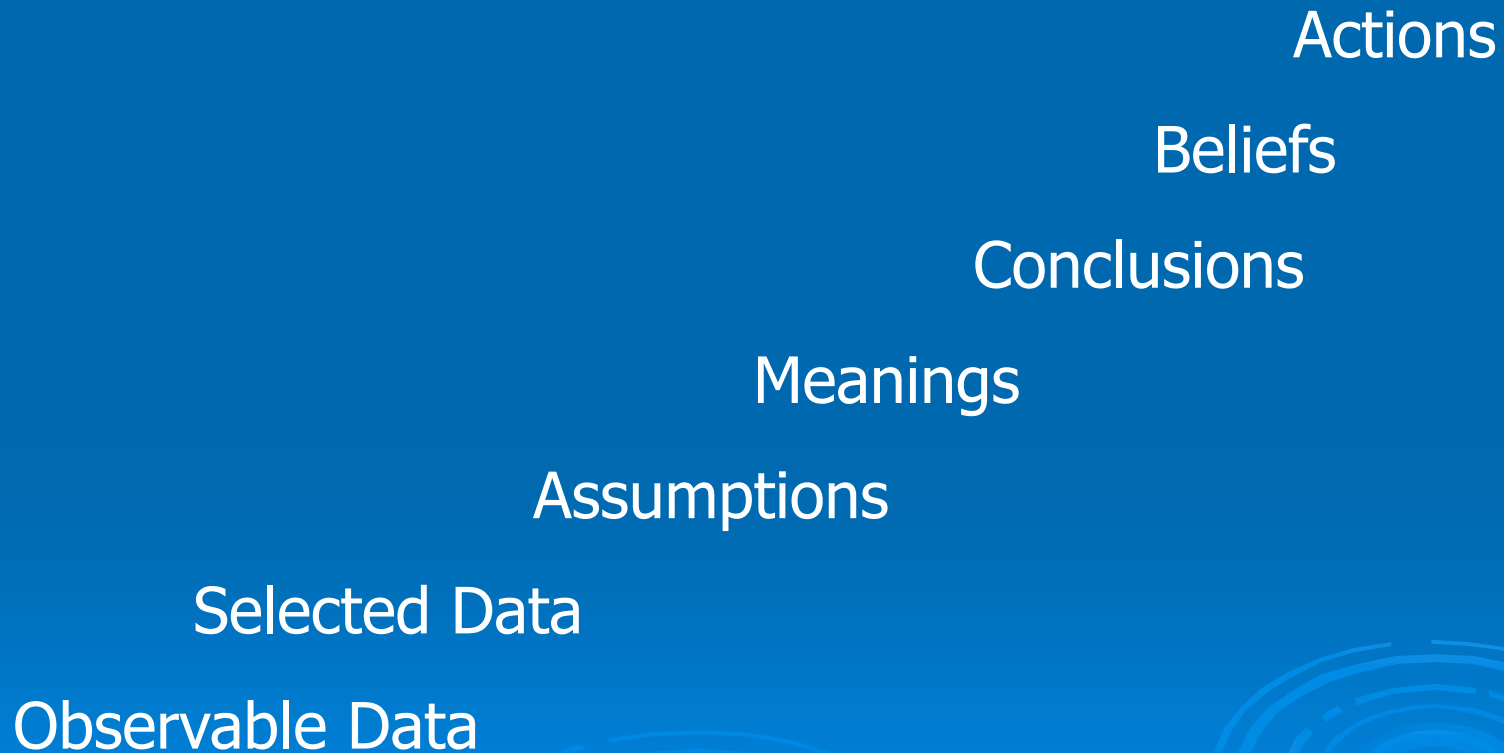 Actions
Beliefs
Conclusions
Meanings
Assumptions
Selected Data
Observable Data